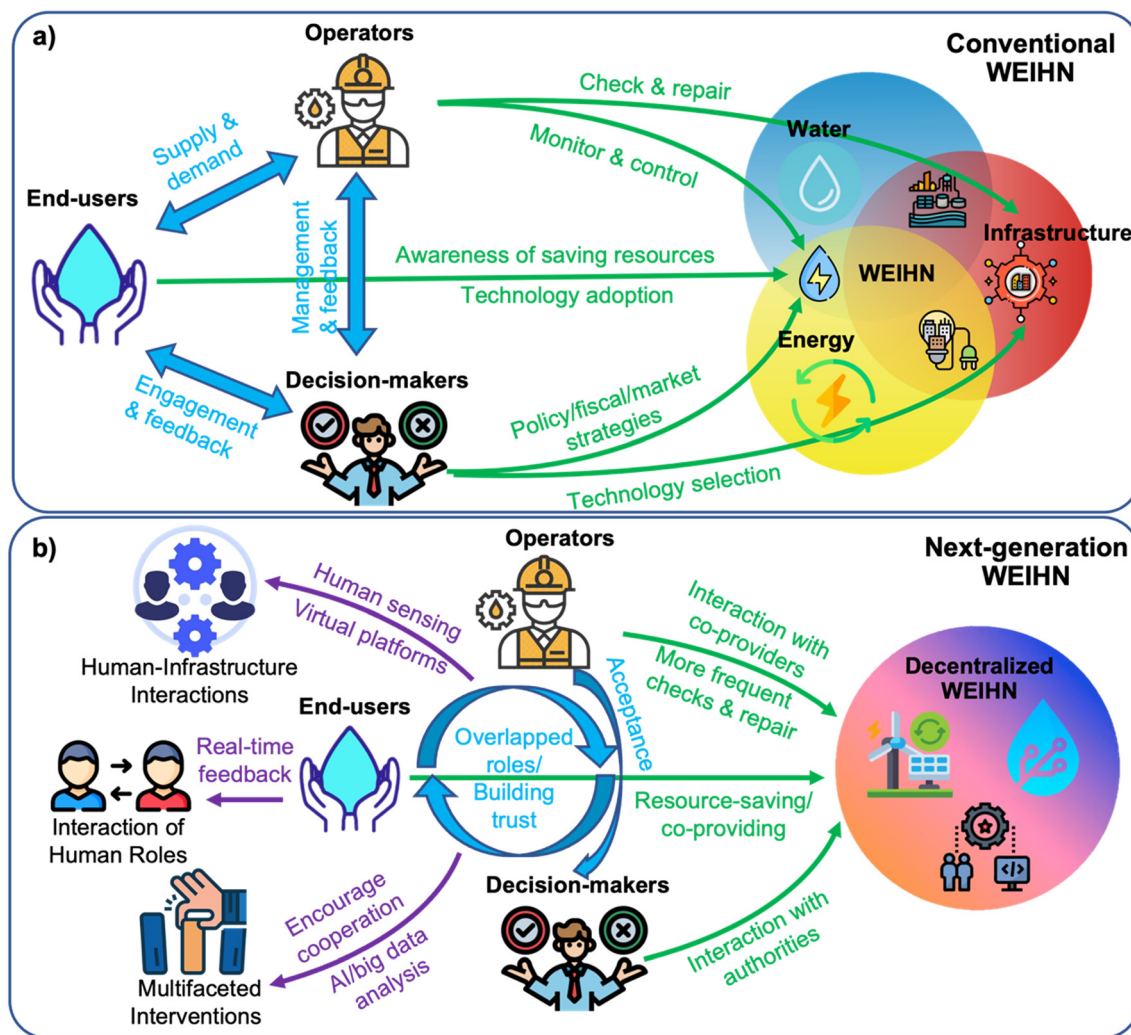 a)
Operators
Conventional
WEIHN
Check & repair
Monitor & control
Water
Supply &
demand
End-users
Infrastructure
Management
& feedback
Awareness of saving resources
Technology adoption
WEIHN
Energy
Decision-makers
Engagement
& feedback
Policy/fiscal/market
strategies
Technology selection
b)
Operators
Next-generation
WEIHN
Human sensing
Virtual platforms
Human-Infrastructure
Interactions
Interaction with
co-providers
More frequent
checks & repair
Acceptance
Decentralized
WEIHN
End-users
Real-time
feedback
Overlapped
roles/
Building
trust
Resource-saving/
co-providing
Interaction of
Human Roles
Decision-makers
Encourage
cooperation
AI/big data
analysis
Interaction with
authorities
Multifaceted
Interventions